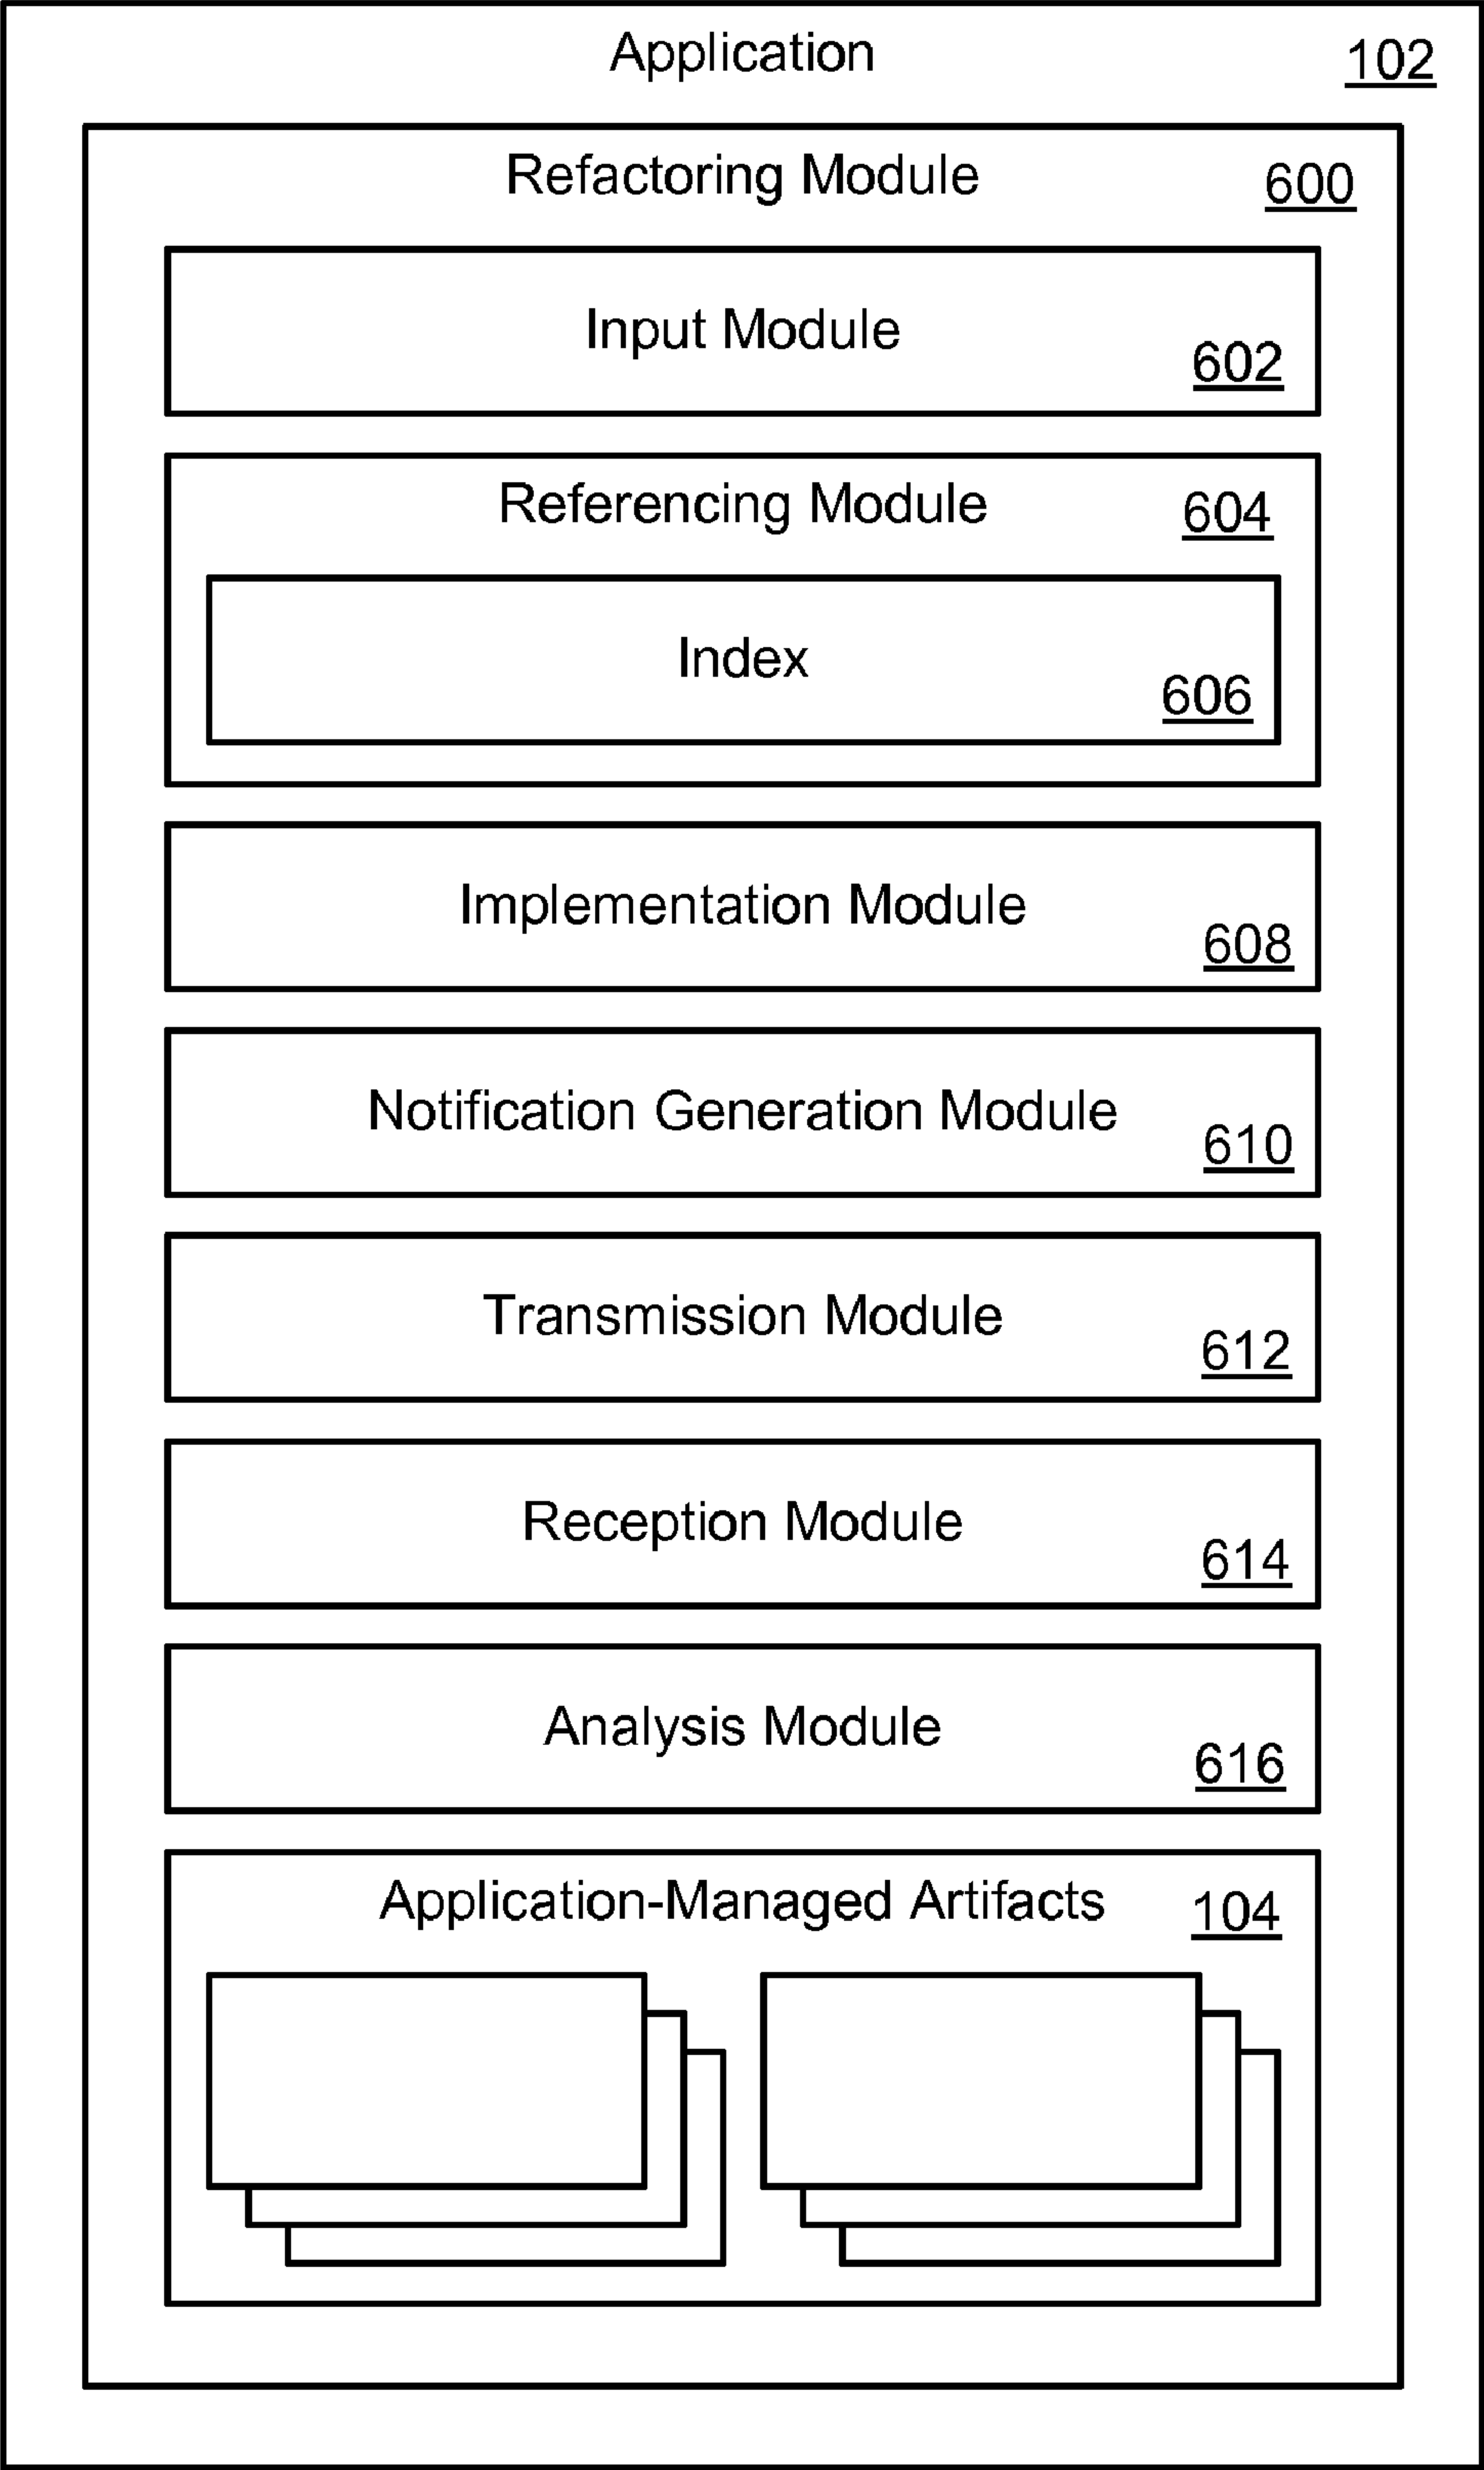 Application 102
Refactoring Module 600
Input Module
602
Referencing Module 604
Index
606
Implementation Module
608
Notification Generation Module
610
Transmission Module
612
Reception Module
614
Analysis Module
616
Application-Managed Artifacts 104